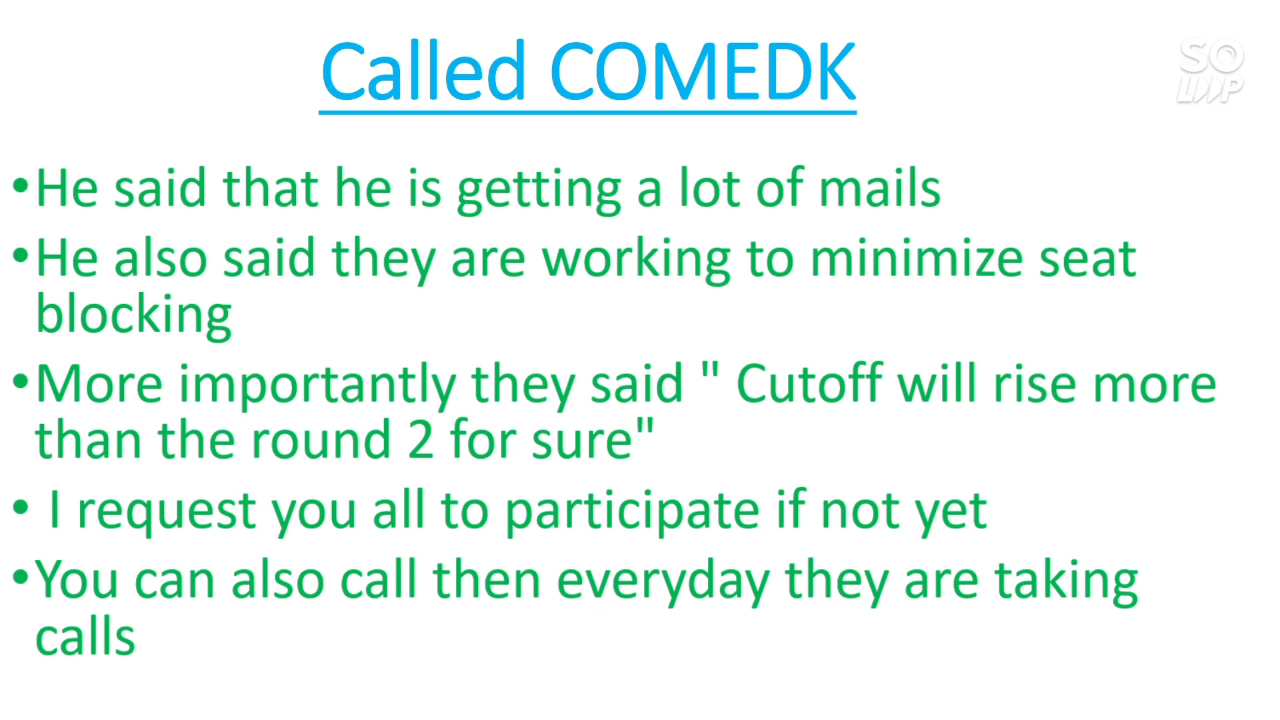 Called COMEDK
SO
LOOP
•He said that he is getting a lot of mails
•He also said they are working to minimize seat
blocking
•More importantly they said " Cutoff will rise more
than the round 2 for sure"
• I request you all to participate if not yet
•You can also call then everyday they are taking
calls